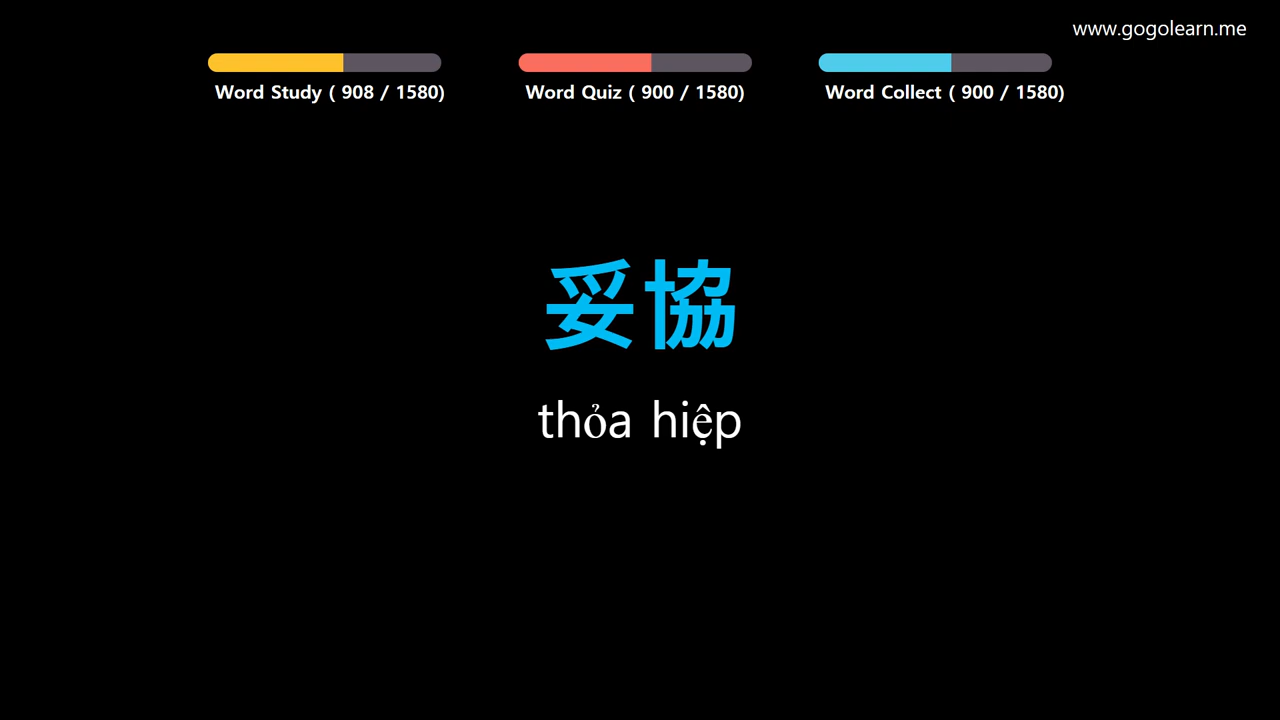 www.gogolearn.me
Word Study ( 908 / 1580)
Word Quiz ( 900 / 1580)
Word Collect ( 900 / 1580)
妥協
thỏa hiệp